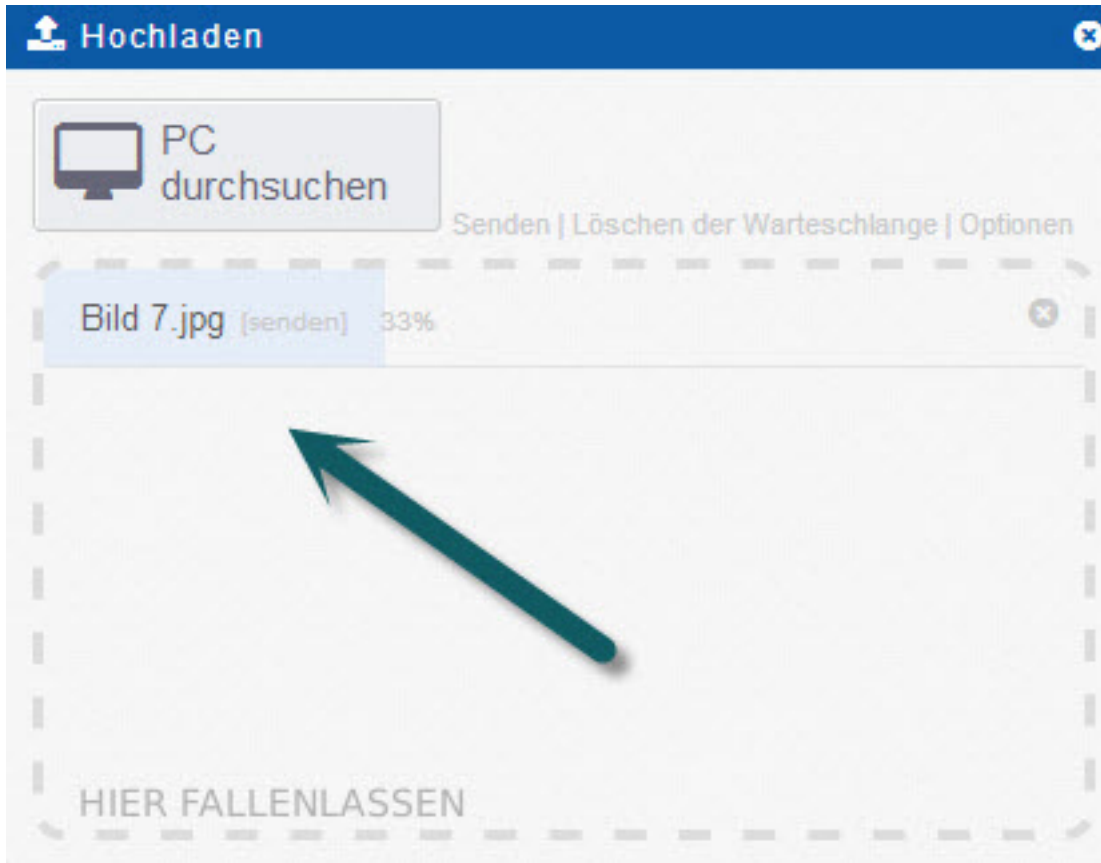 Hochladen
PC
durchsuchen
Senden | Löschen der Warteschlange | Optionen
Bild 7.jpg [senden] 33%
HIER FALLENLASSEN